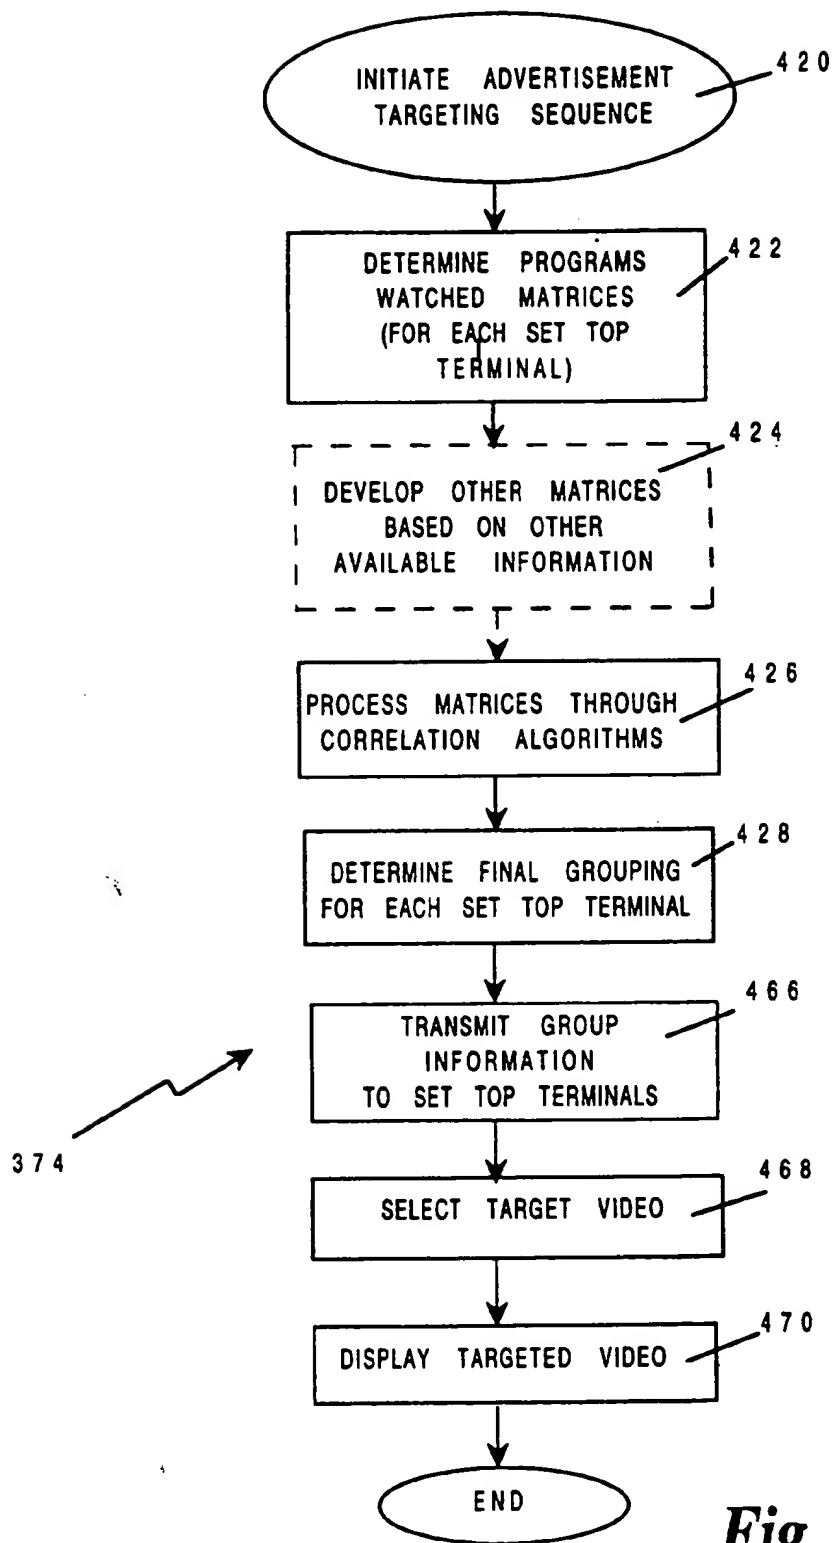 INITIATE ADVERTISEMENT
TARGETING SEQUENCE
420
DETERMINE PROGRAMS
WATCHED MATRICES
(FOR EACH SET TOP
TERMINAL)
422
DEVELOP OTHER MATRICES
BASED ON OTHER
AVAILABLE INFORMATION
424
PROCESS MATRICES THROUGH
CORRELATION ALGORITHMS
426
DETERMINE FINAL GROUPING
FOR EACH SET TOP TERMINAL
428
TRANSMIT GROUP
INFORMATION
TO SET TOP TERMINALS
466
374
SELECT TARGET VIDEO
468
DISPLAY TARGETED VIDEO
470
END
Fig